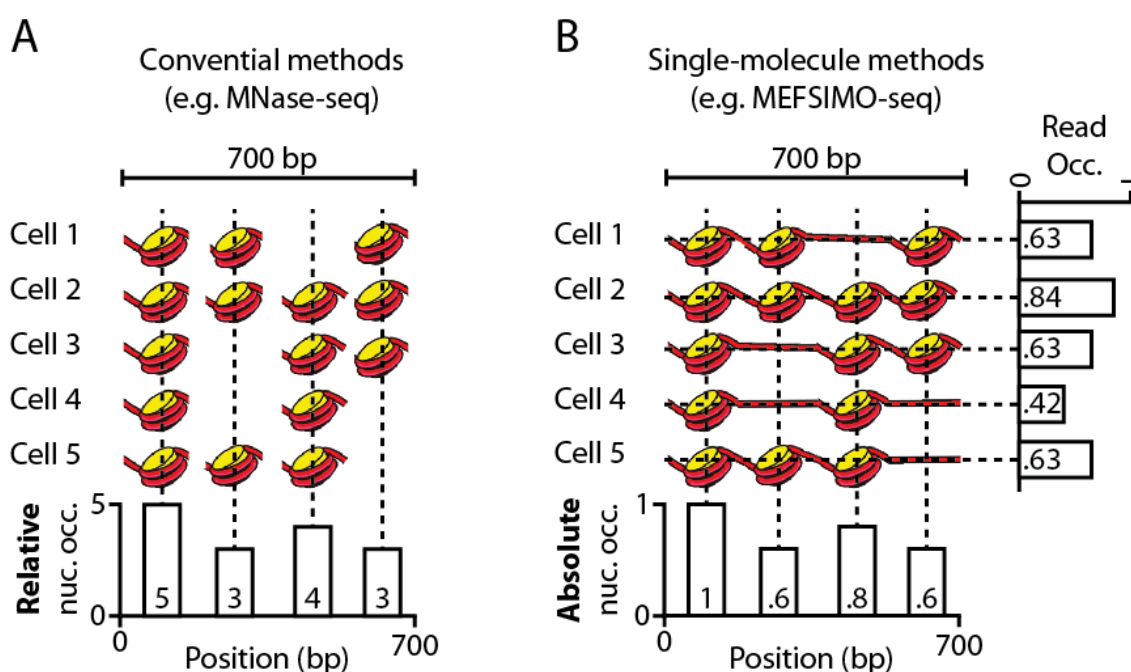 A
Convential methods
(e.g. MNase-seq)
700 bp
Cell 1
Cell 2
Cell 3
Cell 4
Cell 5
Relative
nuc. occ.
5
0
5
3
4
3
0
700
Position (bp)
B
Single-molecule methods
(e.g. MEFSIMO-seq)
700 bp
Read
Occ.
0
1
Cell 1
.63
Cell 2
.84
Cell 3
.63
Cell 4
.42
Cell 5
.63
Absolute
nuc. occ.
1
0
1
.6
.8
.6
0
700
Position (bp)